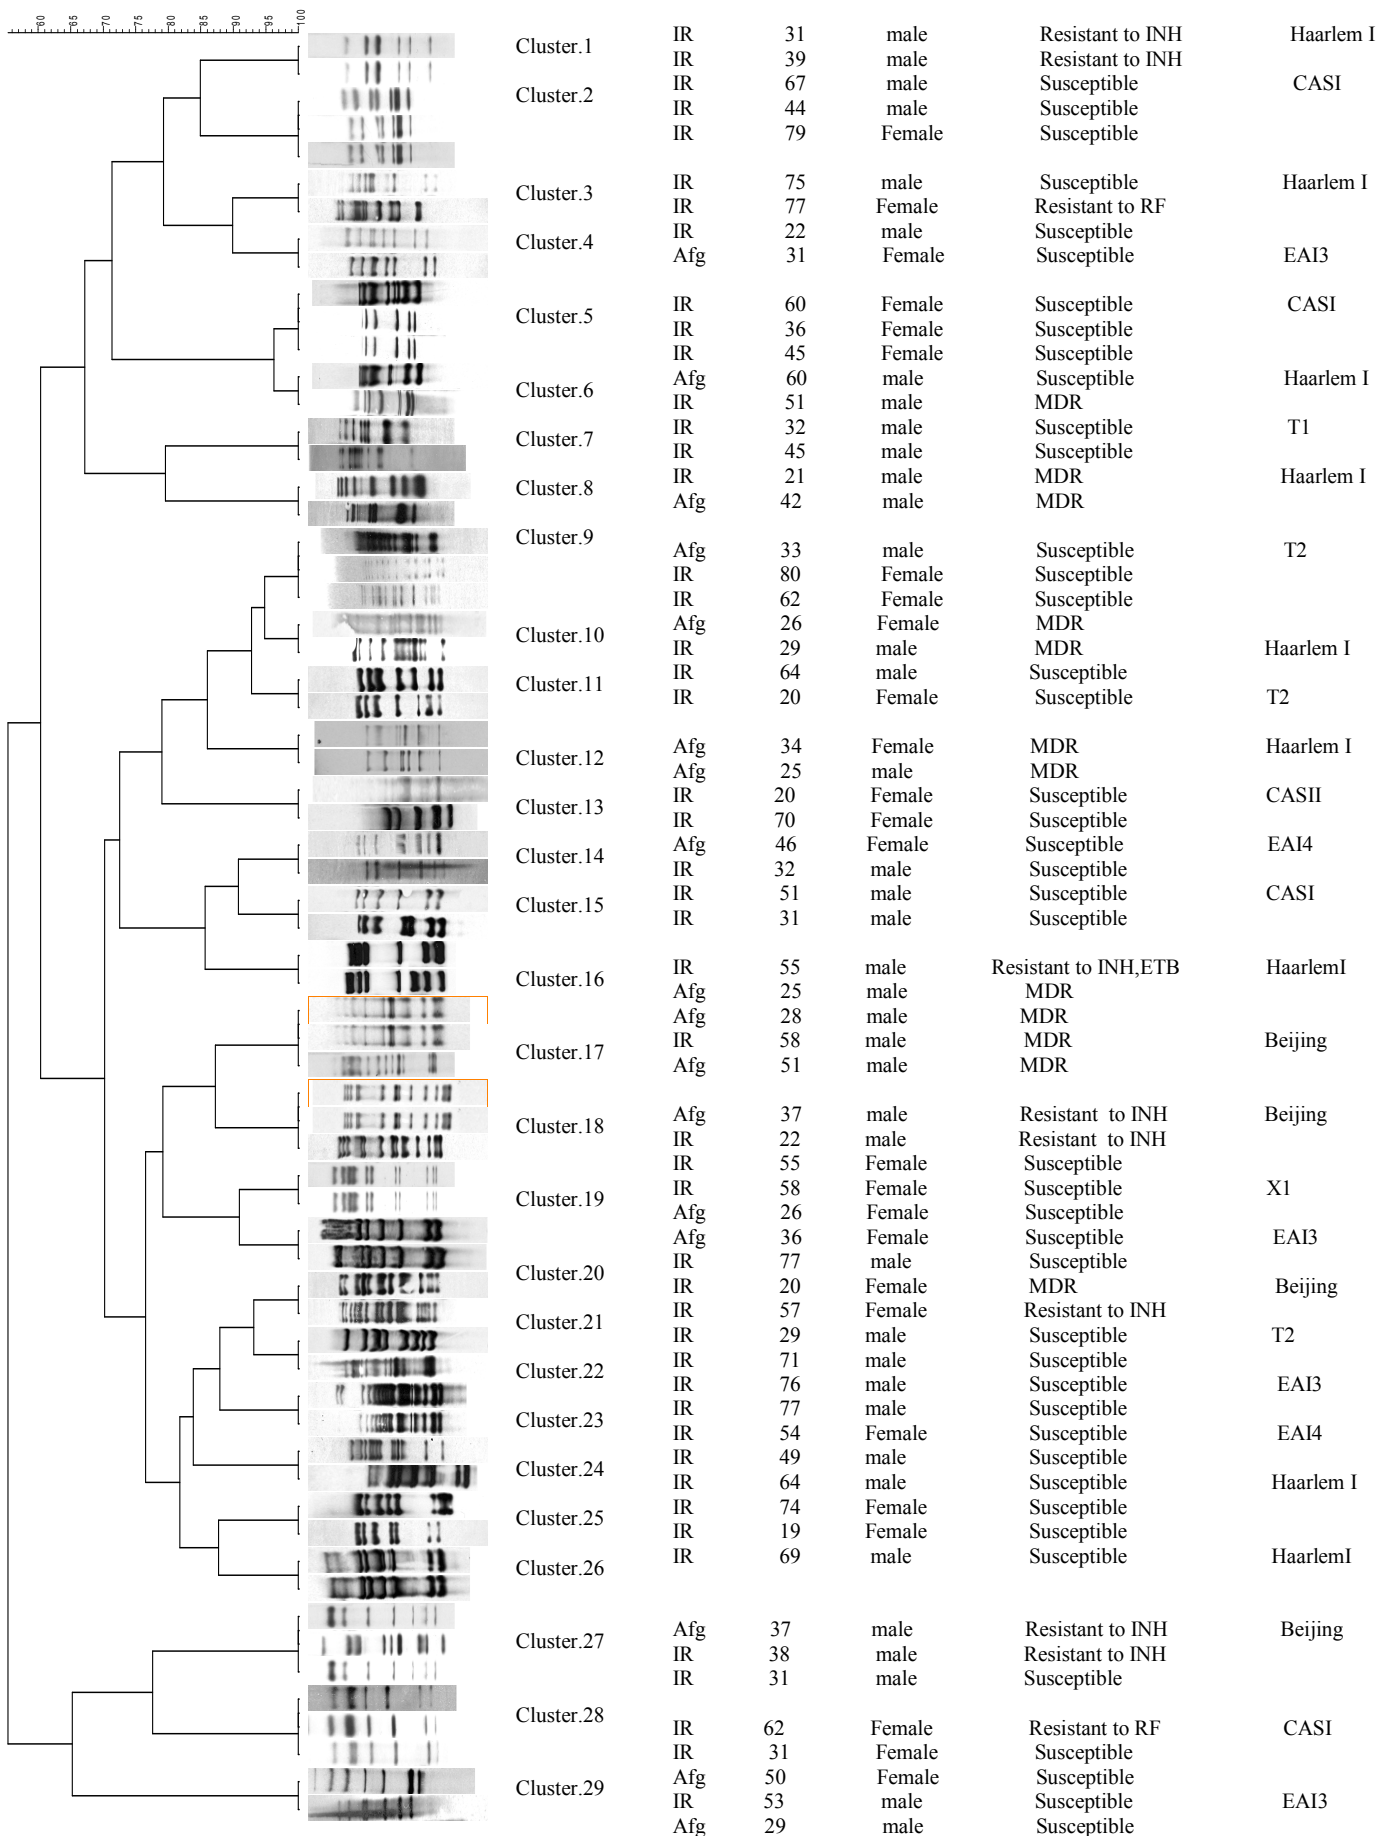 60 65 70 75 80 85 90 95 100
IR 31 male Resistant to INH Haarlem I
Cluster.1
IR 39 male Resistant to INH
IR 67 male Susceptible CASI
Cluster.2
IR 44 male Susceptible
IR 79 Female Susceptible
IR 75 male Susceptible Haarlem I
Cluster.3
IR 77 Female Resistant to RF
IR 22 male Susceptible
Cluster.4
Afg 31 Female Susceptible EAI3
IR 60 Female Susceptible CASI
Cluster.5
IR 36 Female Susceptible
IR 45 Female Susceptible
Afg 60 male Susceptible Haarlem I
Cluster.6
IR 51 male MDR
IR 32 male Susceptible T1
Cluster.7
IR 45 male Susceptible
IR 21 male MDR Haarlem I
Cluster.8
Afg 42 male MDR
Cluster.9
Afg 33 male Susceptible T2
IR 80 Female Susceptible
IR 62 Female Susceptible
Afg 26 Female MDR
Cluster.10
IR 29 male MDR Haarlem I
IR 64 male Susceptible
Cluster.11
IR 20 Female Susceptible T2
Afg 34 Female MDR Haarlem I
Cluster.12
Afg 25 male MDR
IR 20 Female Susceptible CASII
Cluster.13
IR 70 Female Susceptible
Afg 46 Female Susceptible EAI4
Cluster.14
IR 32 male Susceptible
IR 51 male Susceptible CASI
Cluster.15
IR 31 male Susceptible
IR 55 male Resistant to INH,ETB HaarlemI
Cluster.16
Afg 25 male MDR
Afg 28 male MDR
IR 58 male MDR Beijing
Cluster.17
Afg 51 male MDR
Afg 37 male Resistant to INH Beijing
Cluster.18
IR 22 male Resistant to INH
IR 55 Female Susceptible
IR 58 Female Susceptible X1
Cluster.19
Afg 26 Female Susceptible
Afg 36 Female Susceptible EAI3
IR 77 male Susceptible
Cluster.20
IR 20 Female MDR Beijing
IR 57 Female Resistant to INH
Cluster.21
IR 29 male Susceptible T2
IR 71 male Susceptible
Cluster.22
IR 76 male Susceptible EAI3
IR 77 male Susceptible
Cluster.23
IR 54 Female Susceptible EAI4
IR 49 male Susceptible
Cluster.24
IR 64 male Susceptible Haarlem I
IR 74 Female Susceptible
Cluster.25
IR 19 Female Susceptible
IR 69 male Susceptible HaarlemI
Cluster.26
Afg 37 male Resistant to INH Beijing
Cluster.27
IR 38 male Resistant to INH
IR 31 male Susceptible
Cluster.28
IR 62 Female Resistant to RF CASI
IR 31 Female Susceptible
Afg 50 Female Susceptible
Cluster.29
IR 53 male Susceptible EAI3
Afg 29 male Susceptible